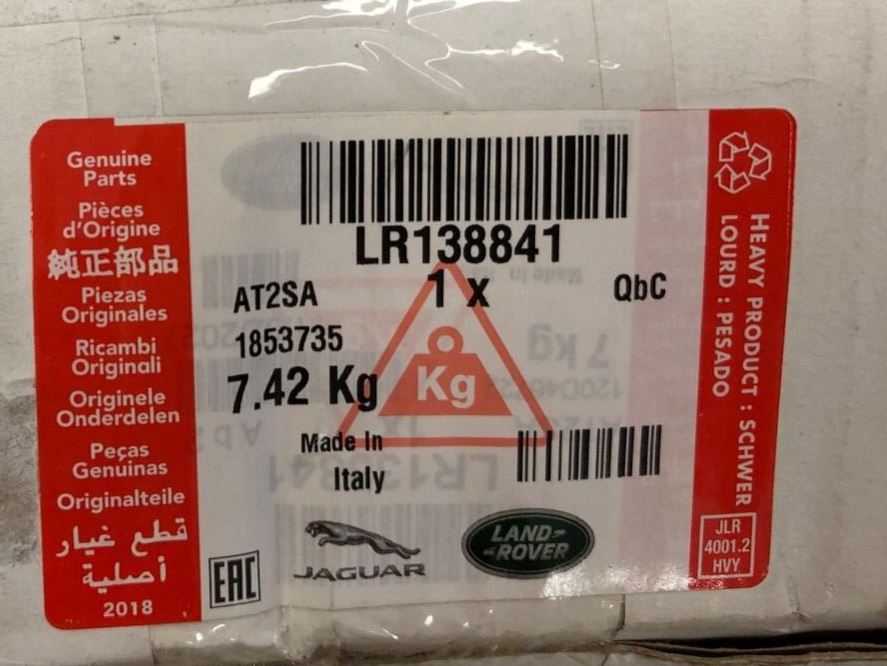 Genuine
Parts
Pièces
d'Origine
純正部品
Piezas
Originales
Ricambi
Originali
Originele
Onderdelen
Peças
Genuinas
Originalteile
قطع غيار
أصلية
2018
LR138841
AT2SA
1 x
QbC
1853735
7.42 Kg
Kg
Made In
Italy
EAC
JAGUAR
LAND-
-ROVER
HEAVY PRODUCT : SCHWER
LOURD : PESADO
JLR
4001.2
HVY